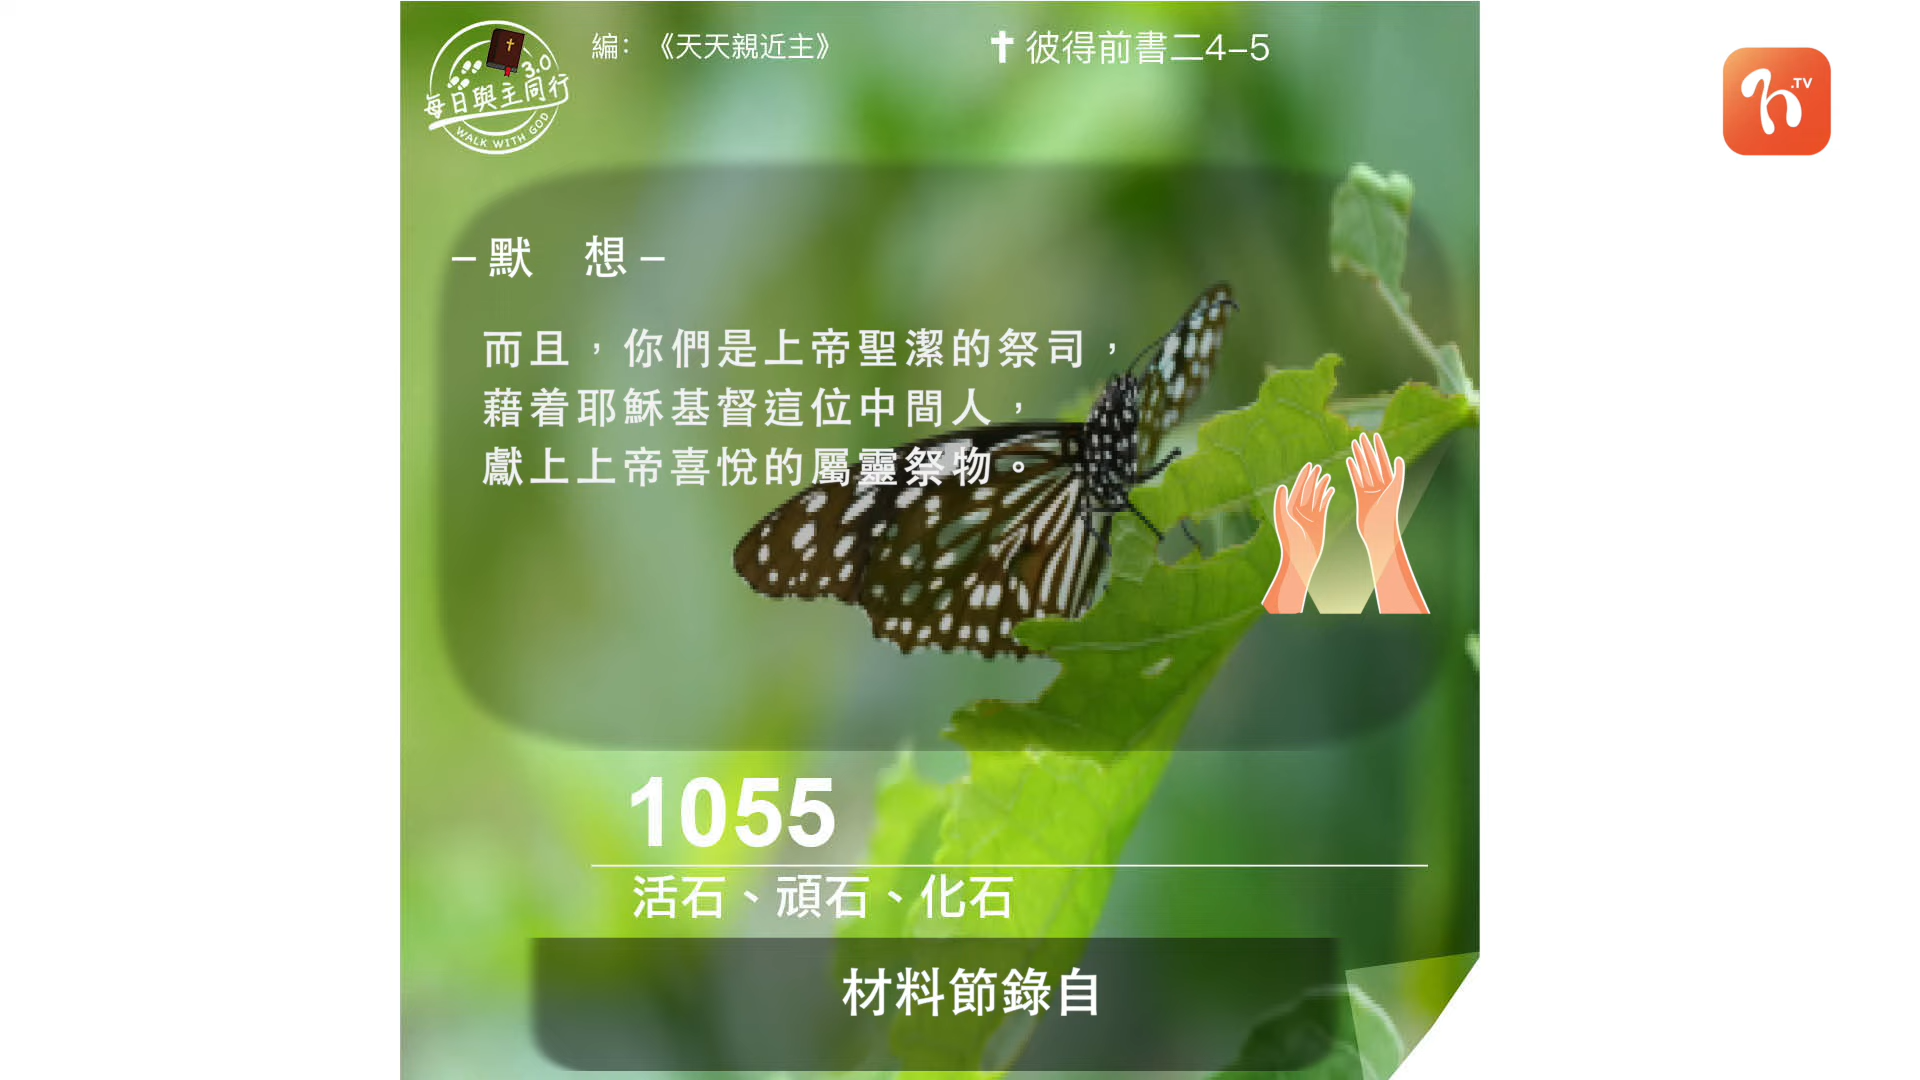 編：《天天親近主》
✝ 彼得前書二4–5
3.0
每日與主同行
WALK WITH GOD
h.TV
–默 想–
而且，你們是上帝聖潔的祭司，
藉着耶穌基督這位中間人，
獻上上帝喜悅的屬靈祭物。
1055
活石、頑石、化石
材料節錄自